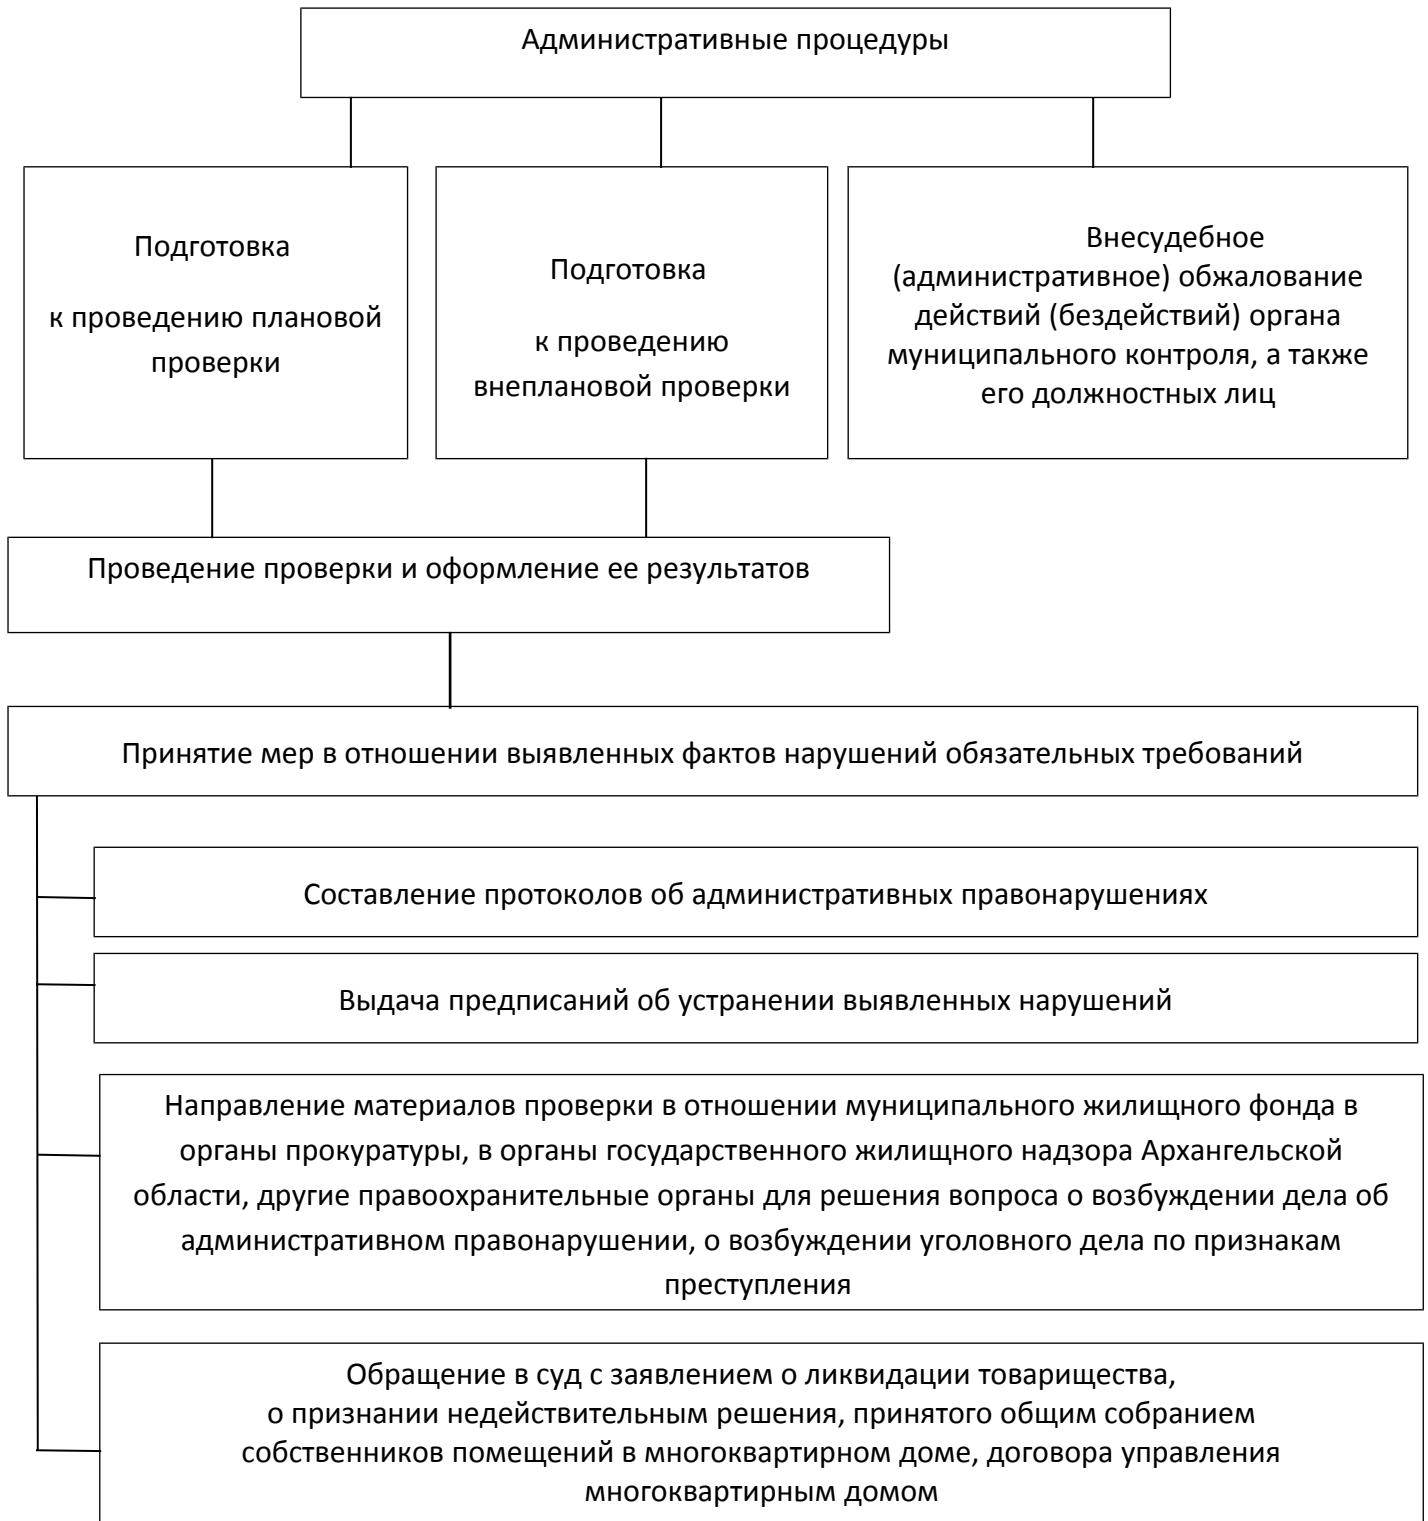 Административные процедуры
Подготовка
к проведению плановой
проверки
Подготовка
к проведению
внеплановой проверки
Внесудебное
(административное) обжалование
действий (бездействий) органа
муниципального контроля, а также
его должностных лиц
Проведение проверки и оформление ее результатов
Принятие мер в отношении выявленных фактов нарушений обязательных требований
Составление протоколов об административных правонарушениях
Выдача предписаний об устранении выявленных нарушений
Направление материалов проверки в отношении муниципального жилищного фонда в
органы прокуратуры, в органы государственного жилищного надзора Архангельской
области, другие правоохранительные органы для решения вопроса о возбуждении дела об
административном правонарушении, о возбуждении уголовного дела по признакам
преступления
Обращение в суд с заявлением о ликвидации товарищества,
о признании недействительным решения, принятого общим собранием
собственников помещений в многоквартирном доме, договора управления
многоквартирным домом